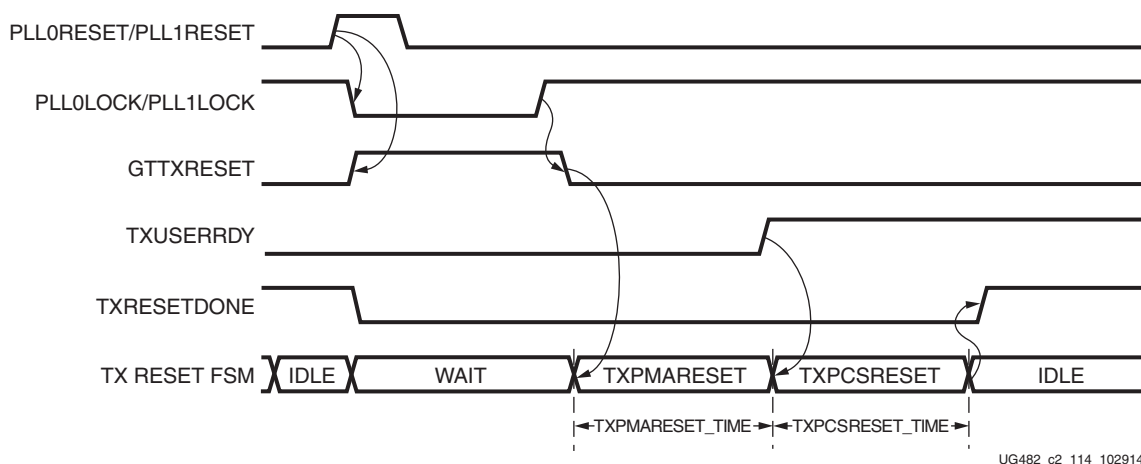 PLL0RESET/PLL1RESET
PLL0LOCK/PLL1LOCK
GTTXRESET
TXUSERRDY
TXRESETDONE
TX RESET FSM IDLE WAIT TXPMARESET TXPCSRESET IDLE
TXPMARESET_TIME TXPCSRESET_TIME
UG482_c2_114_102914